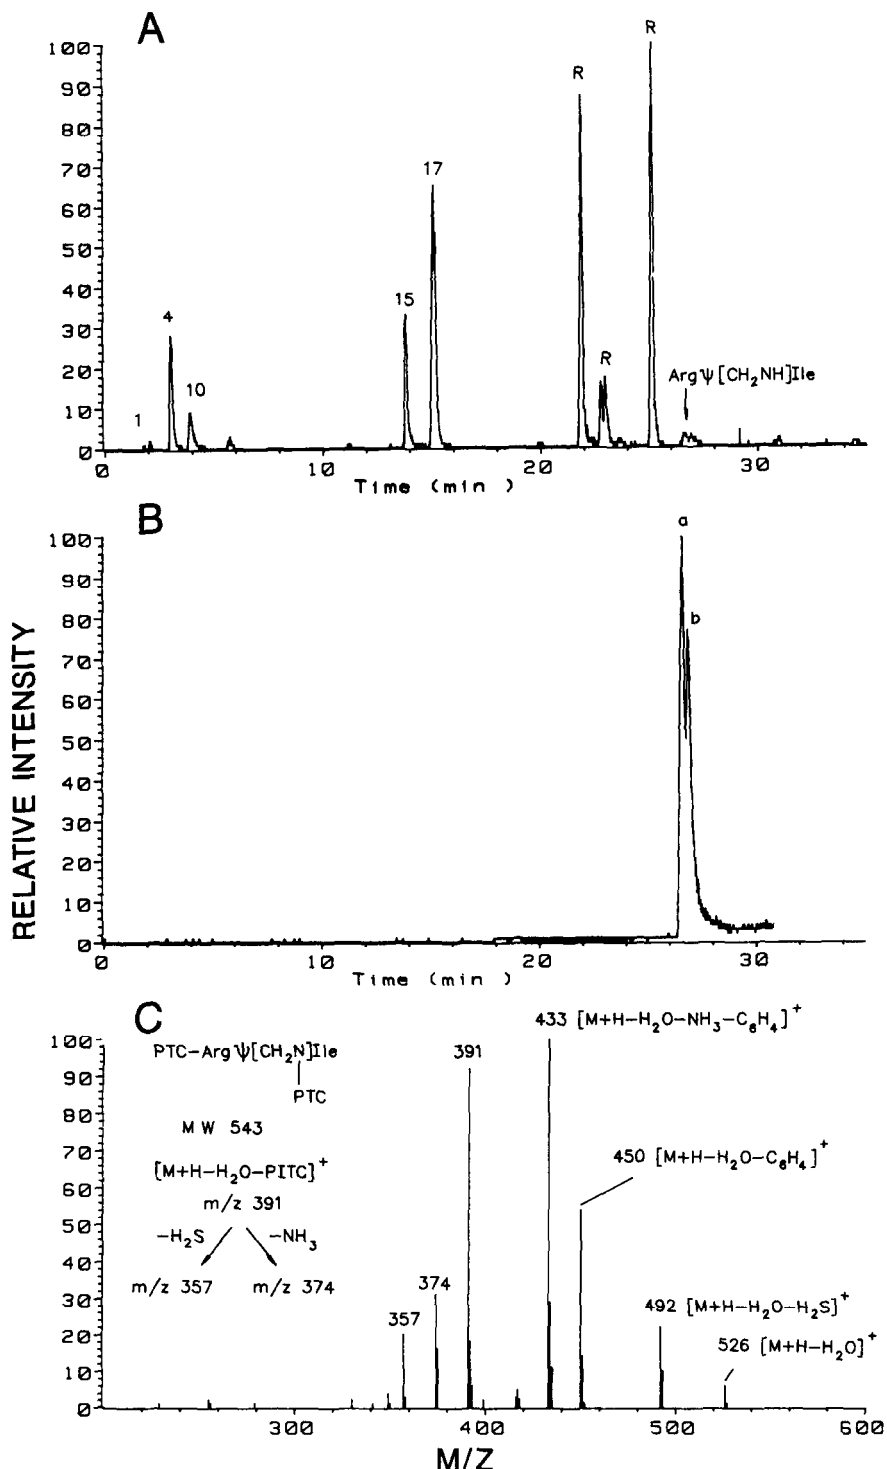 A
100
90
80
70
60
50
40
30
20
10
0
1
4
10
15
17
R
R
R
ArgΨ[CH₂NH]Ile
0
10
20
30
Time (min )
B
RELATIVE INTENSITY
100
90
80
70
60
50
40
30
20
10
0
a
b
0
10
20
30
Time (min )
C
433 [M+H−H₂O−NH₃−C₆H₄]⁺
PTC−ArgΨ[CH₂N]Ile
PTC
MW 543
[M+H−H₂O−PITC]⁺
m/z 391
−H₂S
−NH₃
m/z 357
m/z 374
100
90
80
70
60
50
40
30
20
10
0
391
450 [M+H−H₂O−C₆H₄]⁺
374
357
492 [M+H−H₂O−H₂S]⁺
526 [M+H−H₂O]⁺
300
400
500
600
M/Z